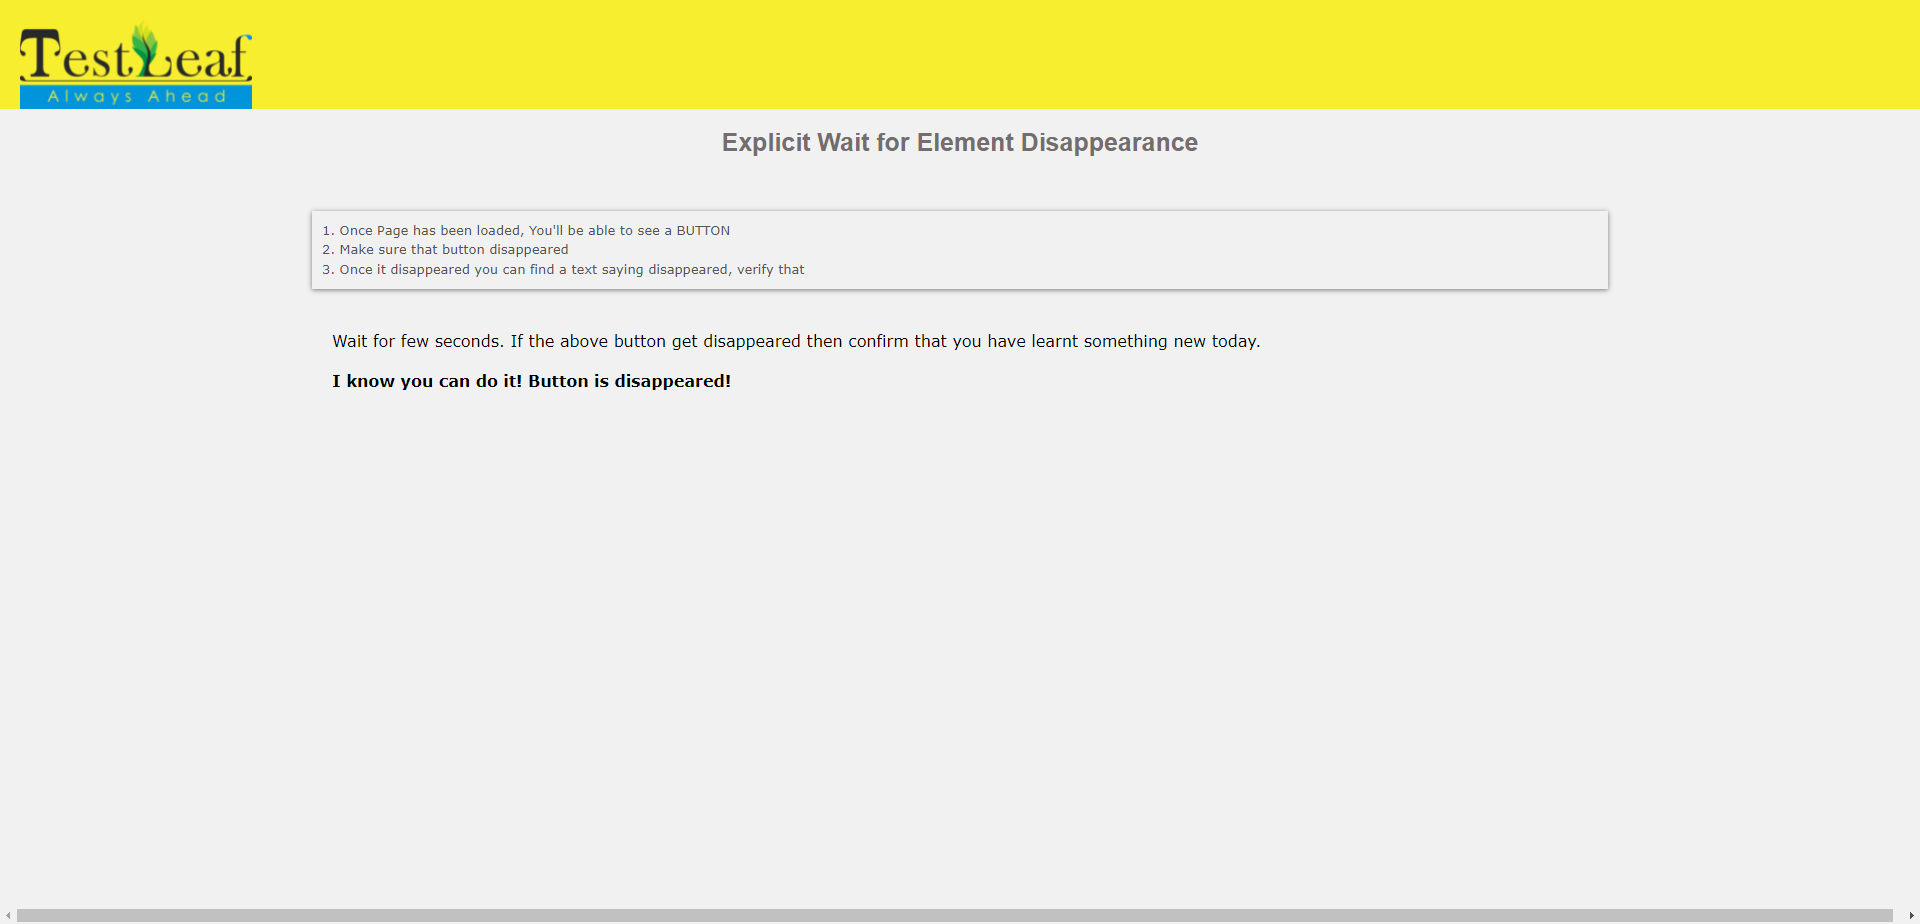 TestLeaf
Always Ahead
Explicit Wait for Element Disappearance
1. Once Page has been loaded, You'll be able to see a BUTTON
2. Make sure that button disappeared
3. Once it disappeared you can find a text saying disappeared, verify that
Wait for few seconds. If the above button get disappeared then confirm that you have learnt something new today.
I know you can do it! Button is disappeared!